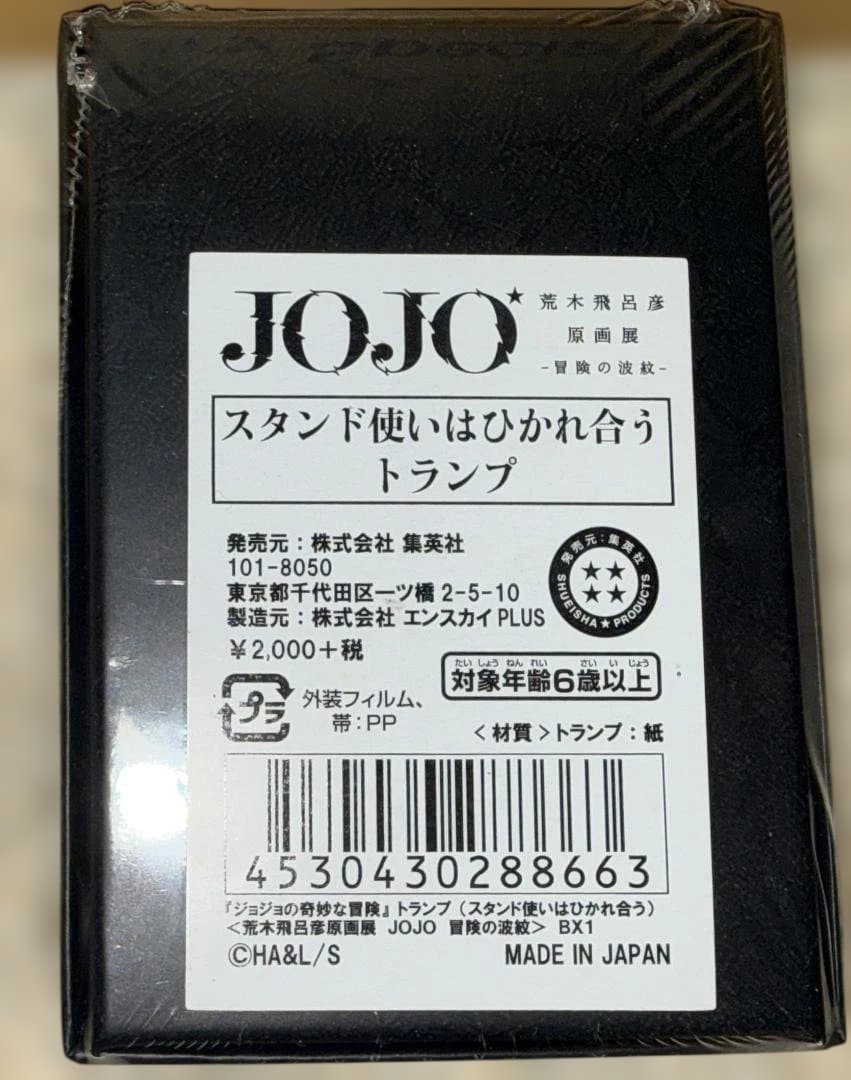 JOJO★
荒木飛呂彦
原画展
-冒険の波紋-
スタンド使いはひかれ合う
トランプ
発売元：株式会社 集英社
101-8050
東京都千代田区一ツ橋 2-5-10
製造元：株式会社 エンスカイ PLUS
¥2,000＋税
発売元：集英社
SHUEISHA★PRODUCTS
たいしょうねんれい さいいじょう
対象年齢6歳以上
プラ
外装フィルム、
帯：PP
＜材質＞トランプ：紙
4530430288663
『ジョジョの奇妙な冒険』トランプ（スタンド使いはひかれ合う）
＜荒木飛呂彦原画展 JOJO 冒険の波紋＞ BX1
©HA&L/S
MADE IN JAPAN